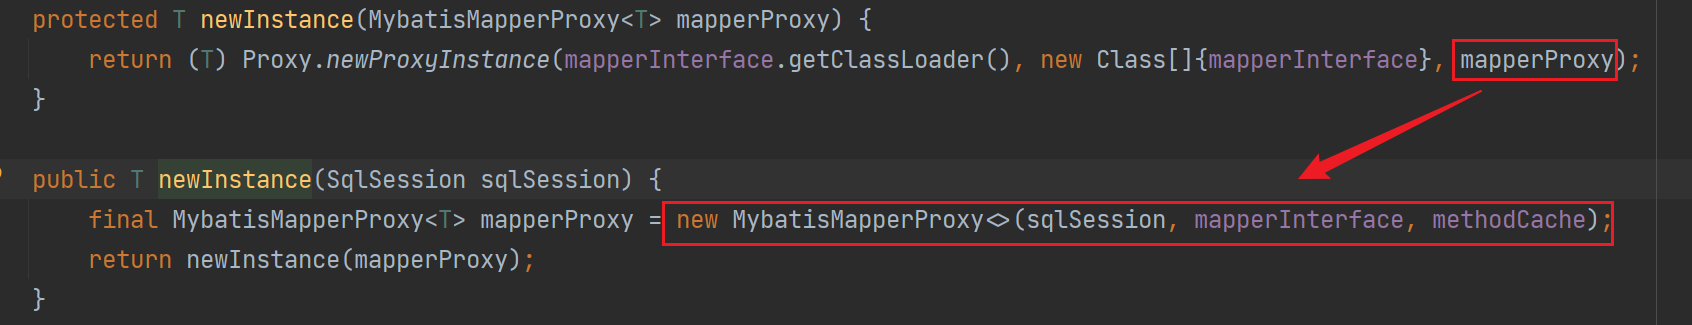 protected T newInstance(MybatisMapperProxy<T> mapperProxy) {
return (T) Proxy.newProxyInstance(mapperInterface.getClassLoader(), new Class[]{mapperInterface}, mapperProxy);
}
public T newInstance(SqlSession sqlSession) {
final MybatisMapperProxy<T> mapperProxy = new MybatisMapperProxy<>(sqlSession, mapperInterface, methodCache);
return newInstance(mapperProxy);
}